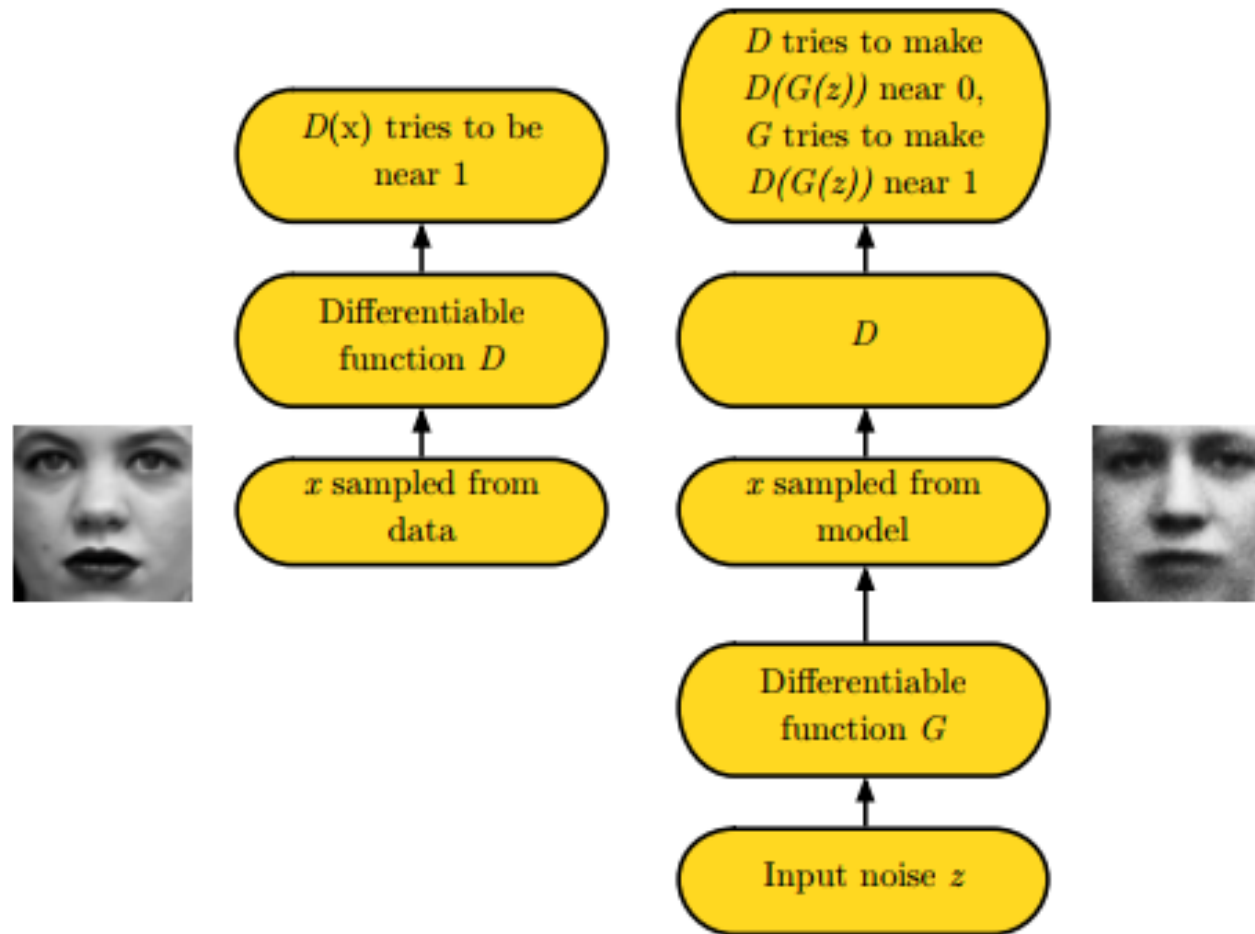 D(x) tries to be
near 1
Differentiable
function D
x sampled from
data
D tries to make
D(G(z)) near 0,
G tries to make
D(G(z)) near 1
D
x sampled from
model
Differentiable
function G
Input noise z